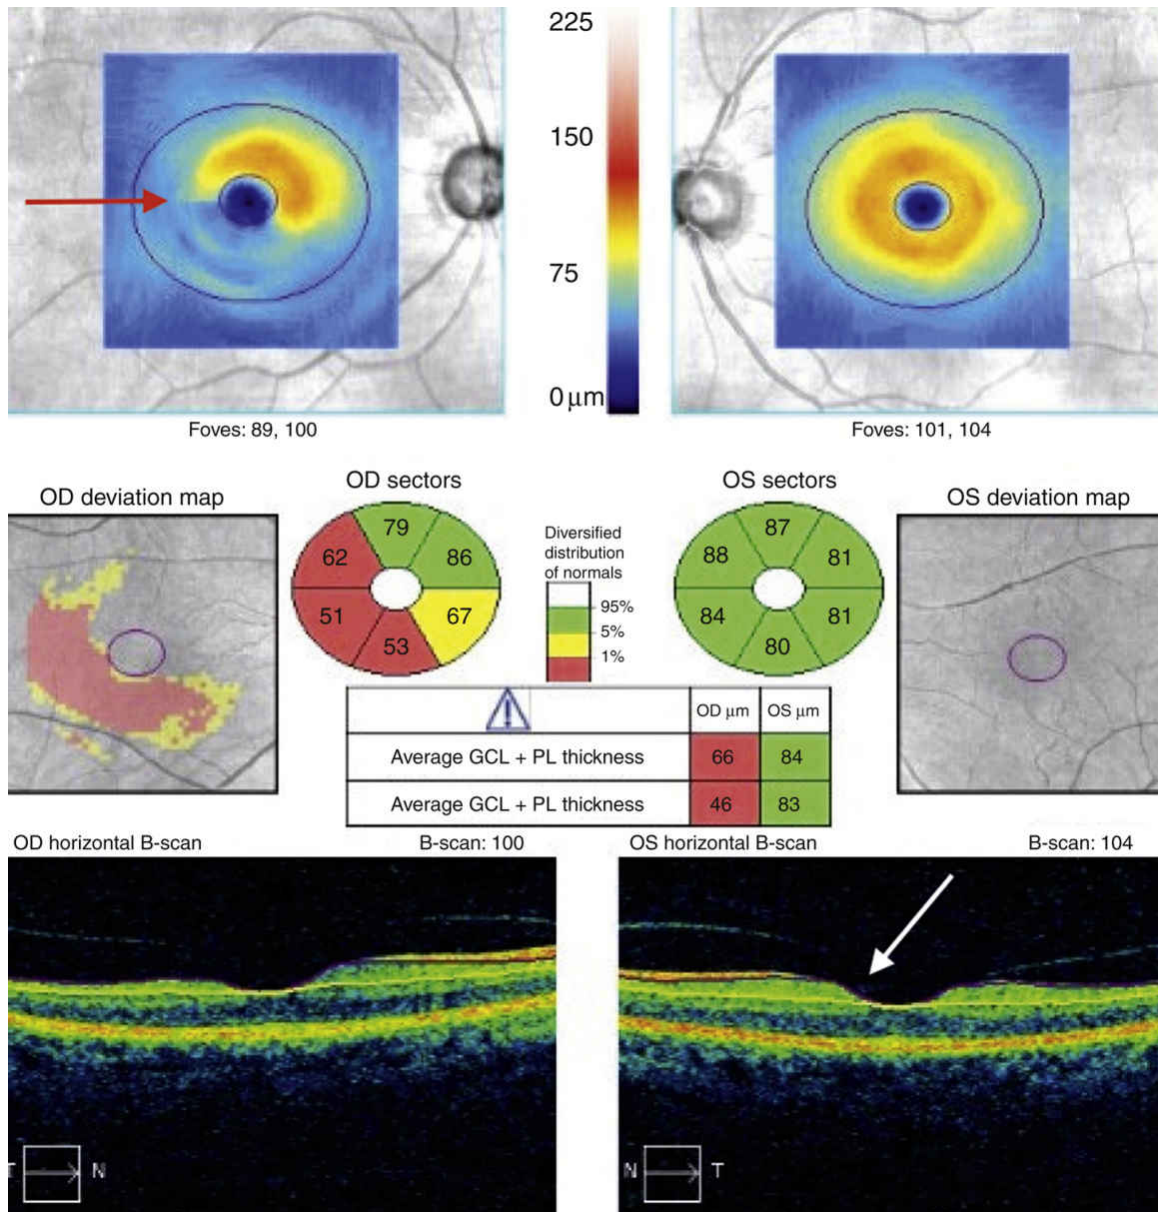 225
150
75
0 µm
Foves: 89, 100
Foves: 101, 104
OD deviation map
OD sectors
OS sectors
OS deviation map
79
62
86
51
67
53
Diversified
distribution
of normals
95%
5%
1%
87
88
81
84
81
80
OD µm
OS µm
Average GCL + PL thickness
66
84
Average GCL + PL thickness
46
83
OD horizontal B-scan
B-scan: 100
OS horizontal B-scan
B-scan: 104
T
N
N
T